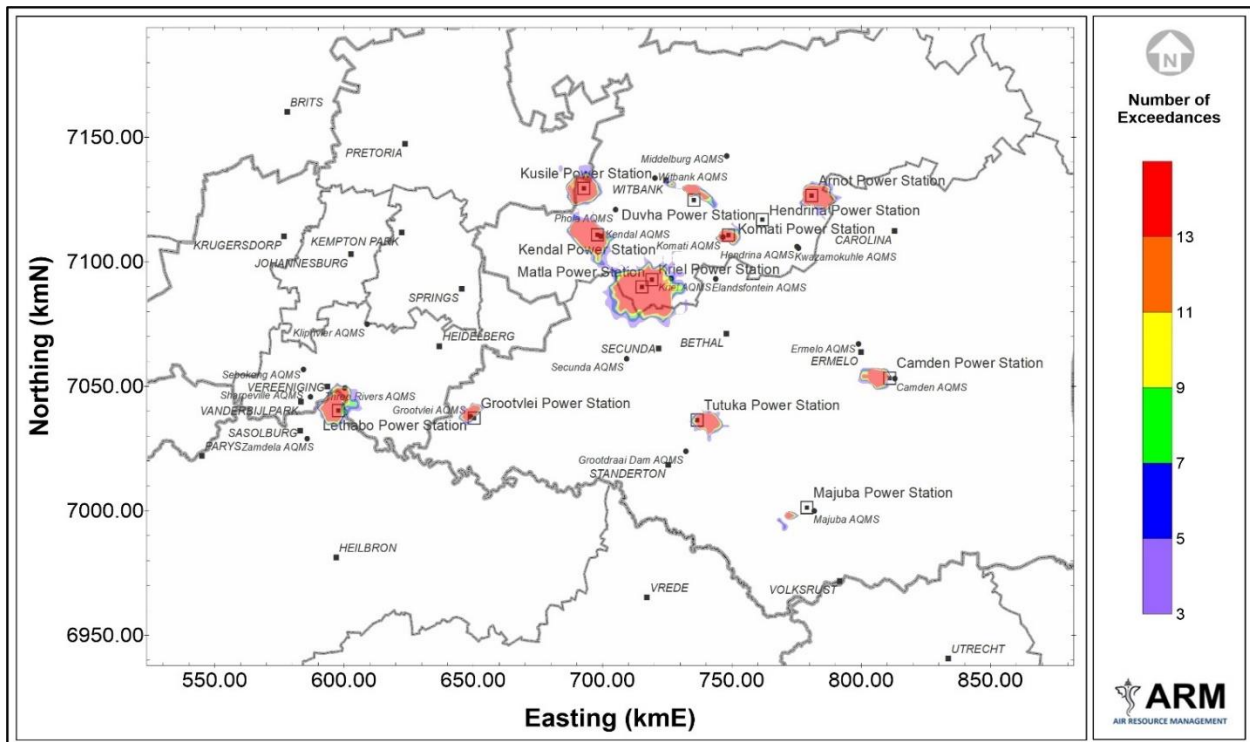 BRITS
7150.00
PRETORIA
Middelburg AQMS
Kusile Power Station
Witbank AQMS
WITBANK
Arnot Power Station
Phola AQMS
Duvha Power Station
Hendrina Power Station
KRUGERSDORP
KEMPTON PARK
Kendal AQMS
Komati Power Station
CAROLINA
Kendal Power Station
Komati AQMS
Hendrina AQMS
Kwazamokuhle AQMS
7100.00
JOHANNESBURG
Matla Power Station
Kriel Power Station
Kriel AQMS
Elandsfontein AQMS
SPRINGS
Kliprivier AQMS
HEIDELBERG
SECUNDA
BETHAL
Secunda AQMS
Ermelo AQMS
ERMELO
Camden Power Station
Camden AQMS
7050.00
Sebokeng AQMS
VEREENIGING
Sharpeville AQMS
Three Rivers AQMS
VANDERBIJLPARK
Grootvlei AQMS
Grootvlei Power Station
Tutuka Power Station
Lethabo Power Station
SASOLBURG
PARYS
Zamdela AQMS
Grootdraai Dam AQMS
STANDERTON
7000.00
Majuba Power Station
Majuba AQMS
HEILBRON
VREDE
VOLKSRUST
6950.00
UTRECHT
Northing (kmN)
550.00 600.00 650.00 700.00 750.00 800.00 850.00
Easting (kmE)
N
Number of
Exceedances
13
11
9
7
5
3
ARM
AIR RESOURCE MANAGEMENT